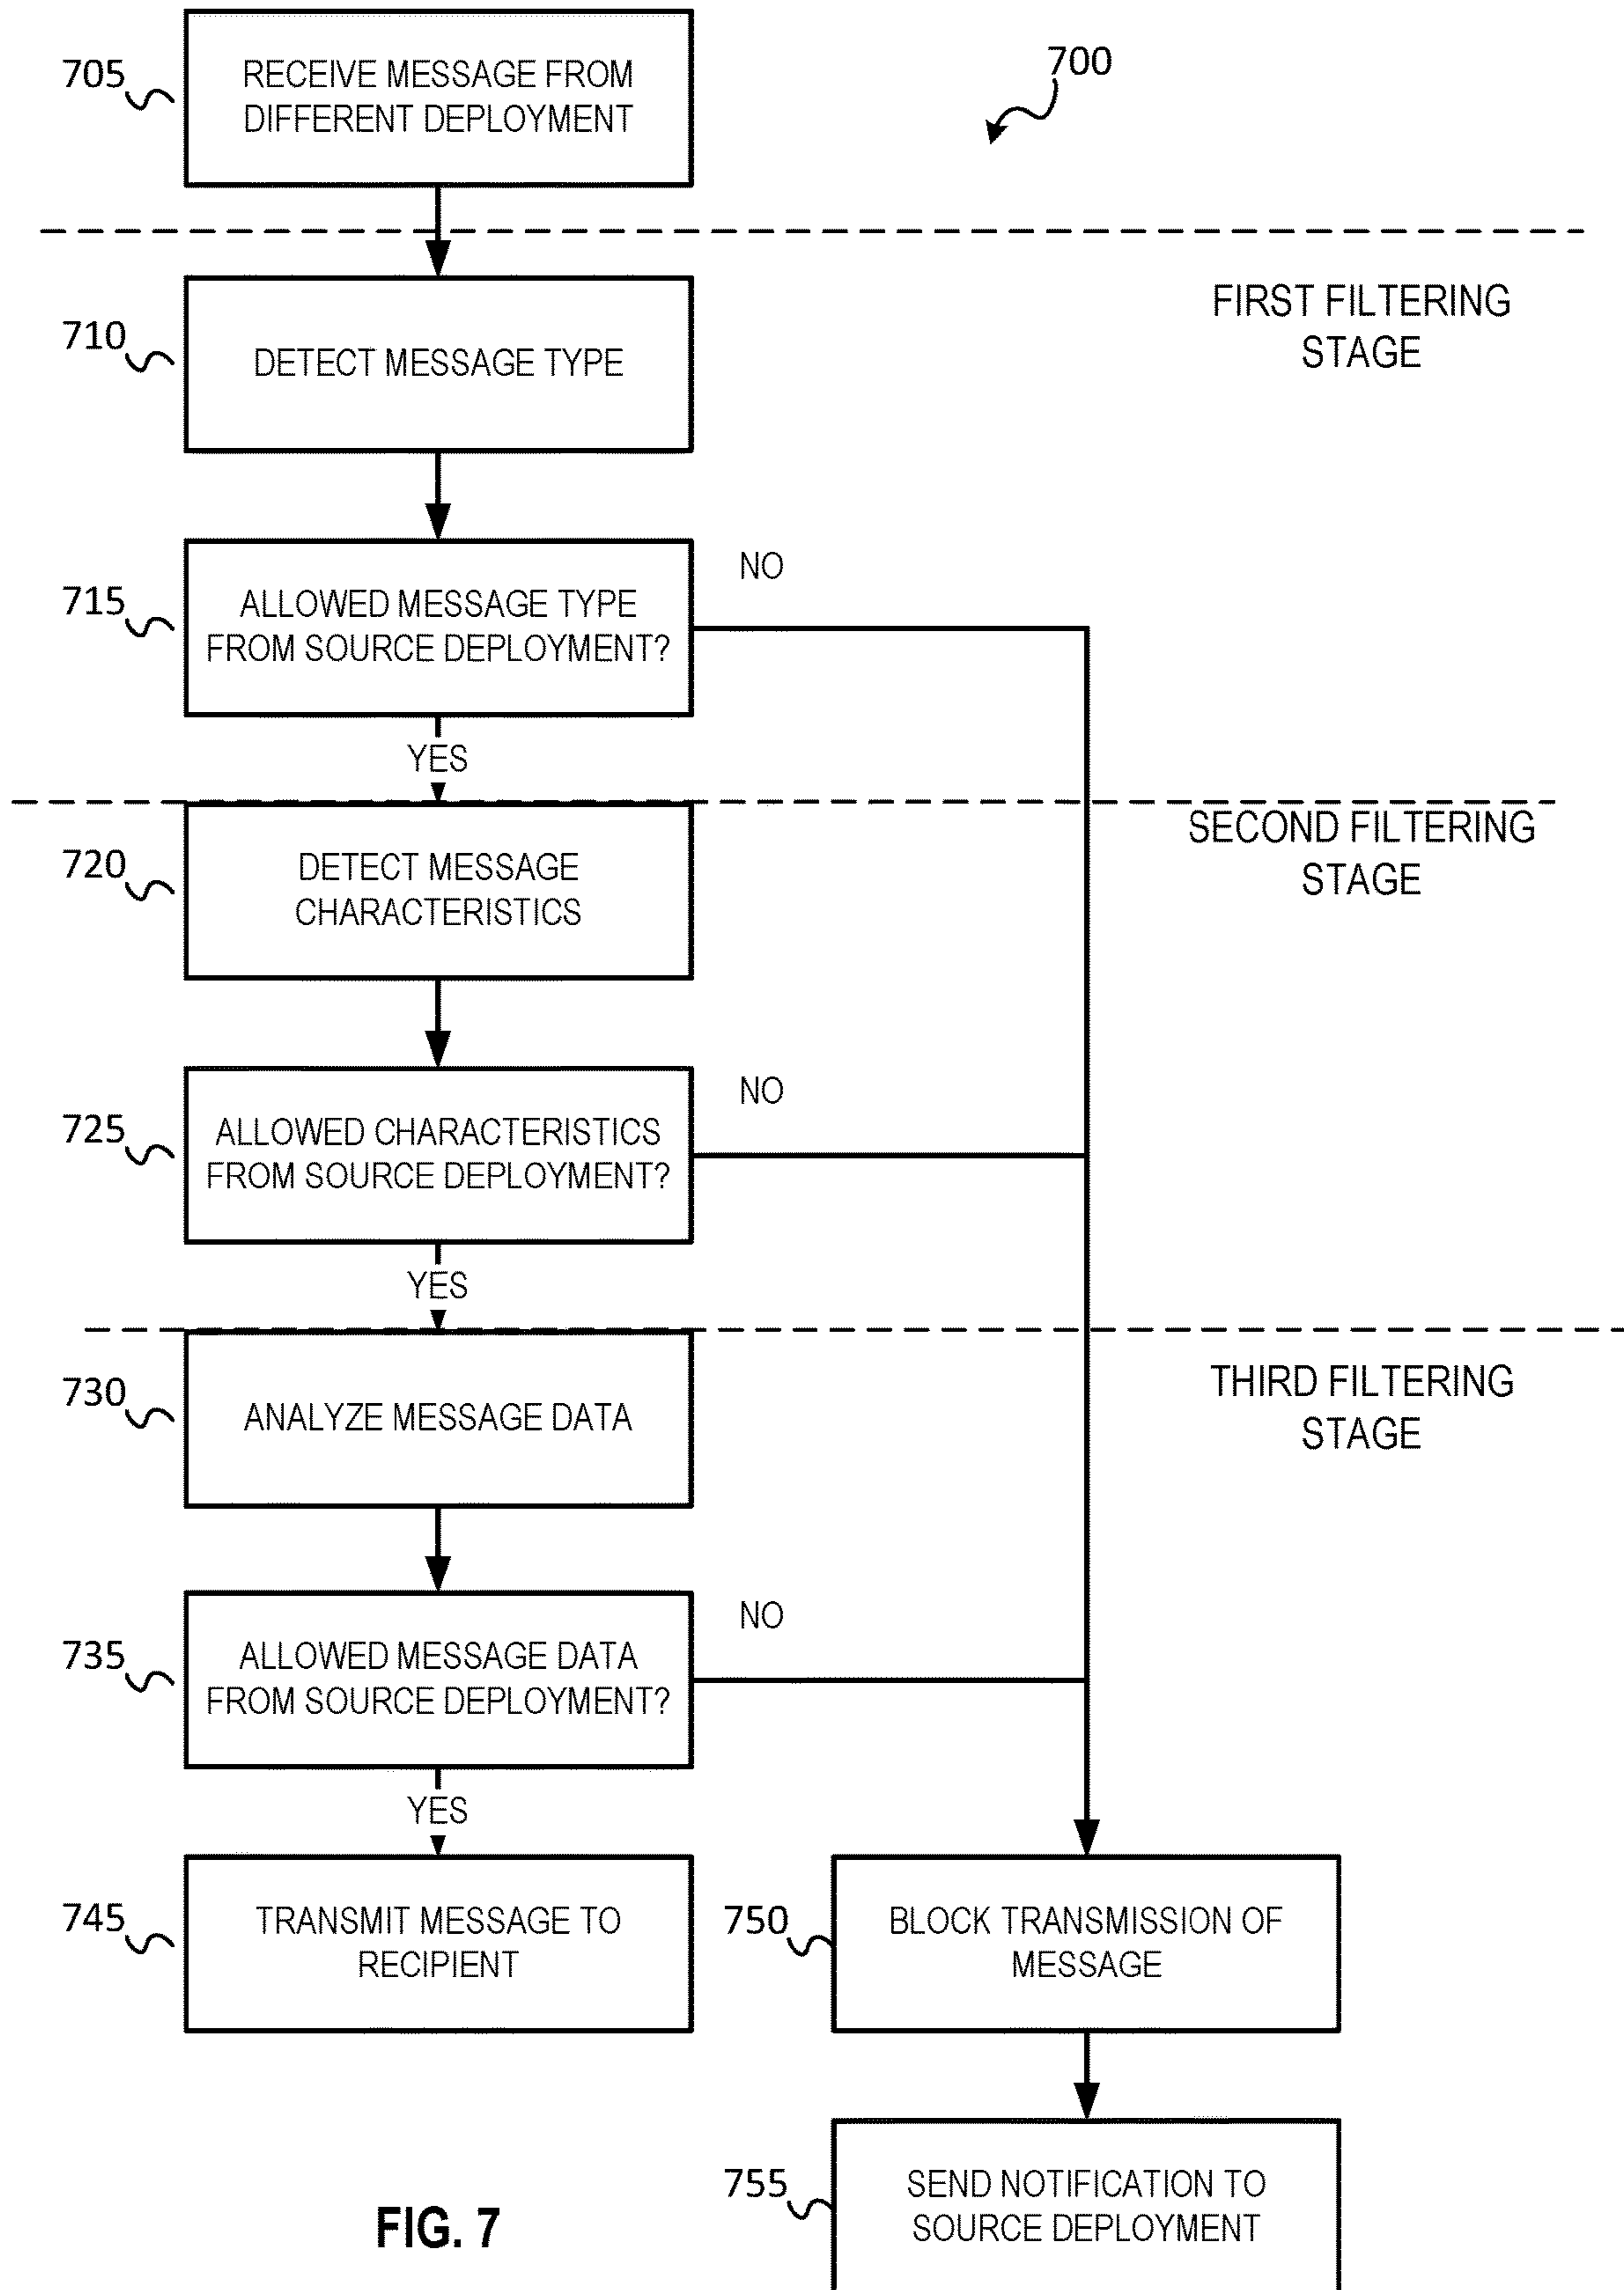 705
RECEIVE MESSAGE FROM
DIFFERENT DEPLOYMENT
700
FIRST FILTERING
STAGE
710
DETECT MESSAGE TYPE
715
ALLOWED MESSAGE TYPE
FROM SOURCE DEPLOYMENT?
NO
YES
SECOND FILTERING
STAGE
720
DETECT MESSAGE
CHARACTERISTICS
725
ALLOWED CHARACTERISTICS
FROM SOURCE DEPLOYMENT?
NO
YES
THIRD FILTERING
STAGE
730
ANALYZE MESSAGE DATA
735
ALLOWED MESSAGE DATA
FROM SOURCE DEPLOYMENT?
NO
YES
745
TRANSMIT MESSAGE TO
RECIPIENT
750
BLOCK TRANSMISSION OF
MESSAGE
755
SEND NOTIFICATION TO
SOURCE DEPLOYMENT
FIG. 7